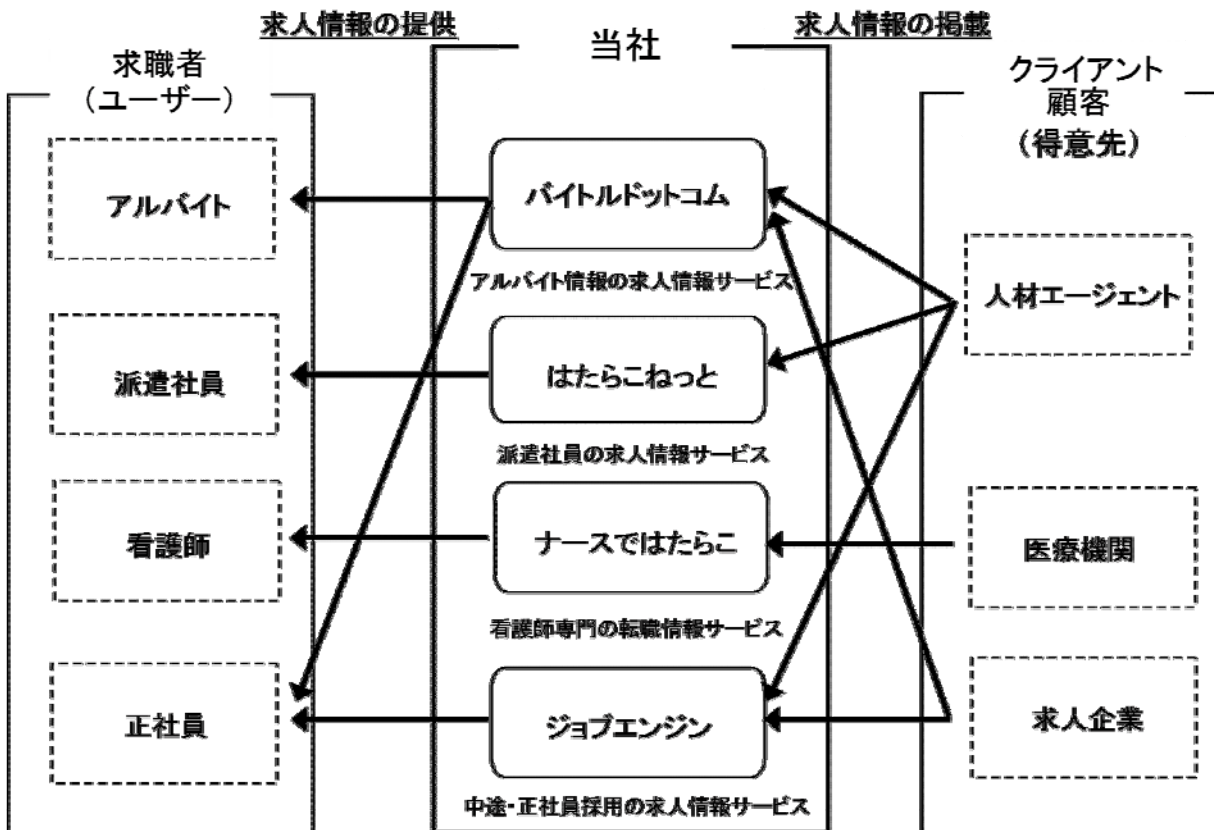 求人情報の提供
当社
求人情報の掲載
求職者
（ユーザー）
クライアント
顧客
（得意先）
アルバイト
バイトルドットコム
アルバイト情報の求人情報サービス
人材エージェント
派遣社員
はたらこねっと
派遣社員の求人情報サービス
看護師
ナースではたらこ
医療機関
看護師専門の転職情報サービス
正社員
ジョブエンジン
求人企業
中途・正社員採用の求人情報サービス